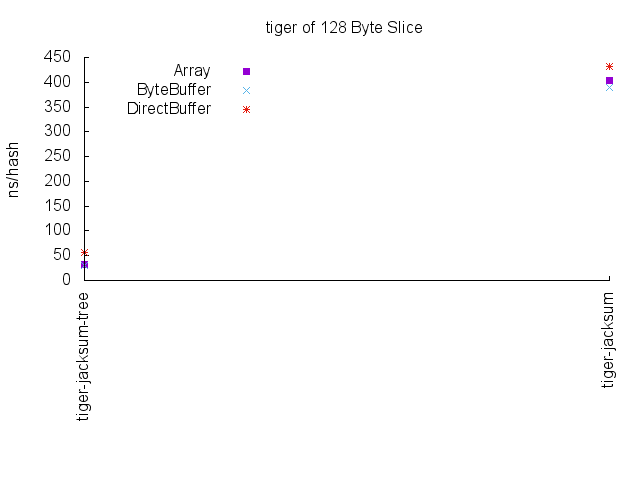 tiger of 128 Byte Slice
ns/hash
450
400
350
300
250
200
150
100
50
0
Array
ByteBuffer
DirectBuffer
tiger-jacksum-tree
tiger-jacksum